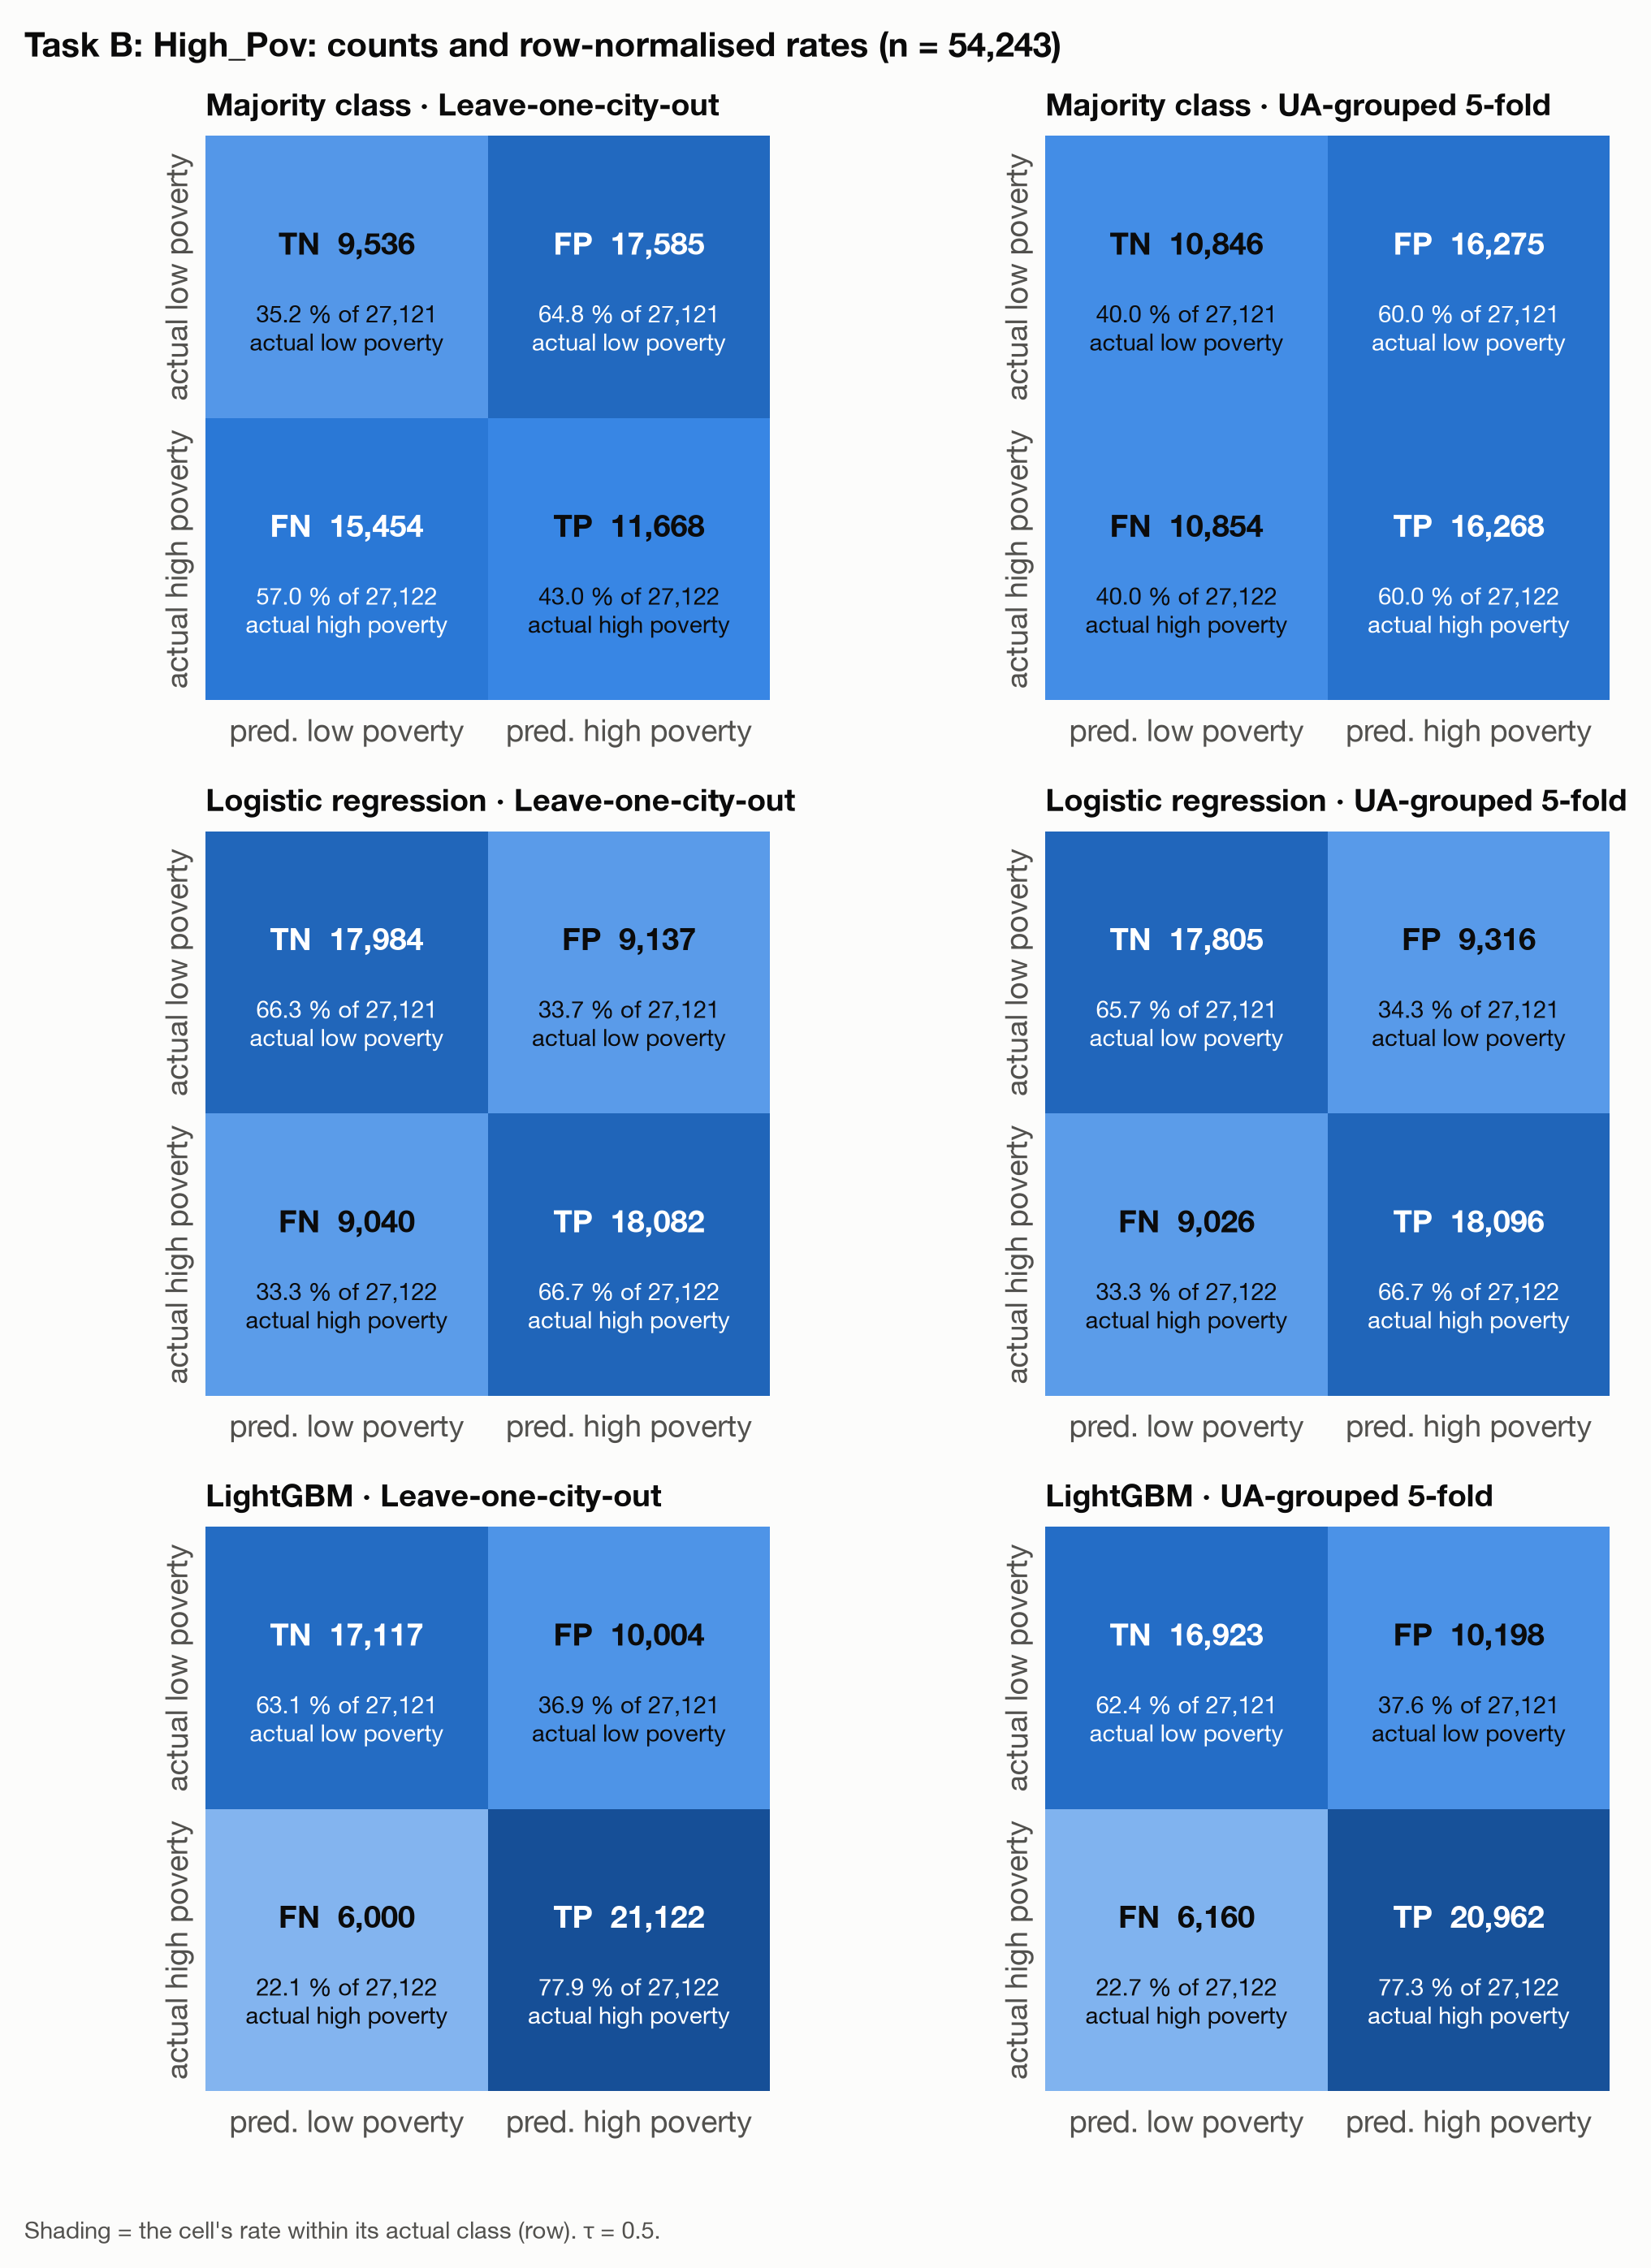 Task B: High_Pov: counts and row-normalised rates (n = 54,243)
Majority class · Leave-one-city-out
actual low poverty
TN 9,536
35.2 % of 27,121
actual low poverty
FP 17,585
64.8 % of 27,121
actual low poverty
actual high poverty
FN 15,454
57.0 % of 27,122
actual high poverty
TP 11,668
43.0 % of 27,122
actual high poverty
pred. low poverty
pred. high poverty
Majority class · UA-grouped 5-fold
actual low poverty
TN 10,846
40.0 % of 27,121
actual low poverty
FP 16,275
60.0 % of 27,121
actual low poverty
actual high poverty
FN 10,854
40.0 % of 27,122
actual high poverty
TP 16,268
60.0 % of 27,122
actual high poverty
pred. low poverty
pred. high poverty
Logistic regression · Leave-one-city-out
actual low poverty
TN 17,984
66.3 % of 27,121
actual low poverty
FP 9,137
33.7 % of 27,121
actual low poverty
actual high poverty
FN 9,040
33.3 % of 27,122
actual high poverty
TP 18,082
66.7 % of 27,122
actual high poverty
pred. low poverty
pred. high poverty
Logistic regression · UA-grouped 5-fold
actual low poverty
TN 17,805
65.7 % of 27,121
actual low poverty
FP 9,316
34.3 % of 27,121
actual low poverty
actual high poverty
FN 9,026
33.3 % of 27,122
actual high poverty
TP 18,096
66.7 % of 27,122
actual high poverty
pred. low poverty
pred. high poverty
LightGBM · Leave-one-city-out
actual low poverty
TN 17,117
63.1 % of 27,121
actual low poverty
FP 10,004
36.9 % of 27,121
actual low poverty
actual high poverty
FN 6,000
22.1 % of 27,122
actual high poverty
TP 21,122
77.9 % of 27,122
actual high poverty
pred. low poverty
pred. high poverty
LightGBM · UA-grouped 5-fold
actual low poverty
TN 16,923
62.4 % of 27,121
actual low poverty
FP 10,198
37.6 % of 27,121
actual low poverty
actual high poverty
FN 6,160
22.7 % of 27,122
actual high poverty
TP 20,962
77.3 % of 27,122
actual high poverty
pred. low poverty
pred. high poverty
Shading = the cell's rate within its actual class (row). τ = 0.5.